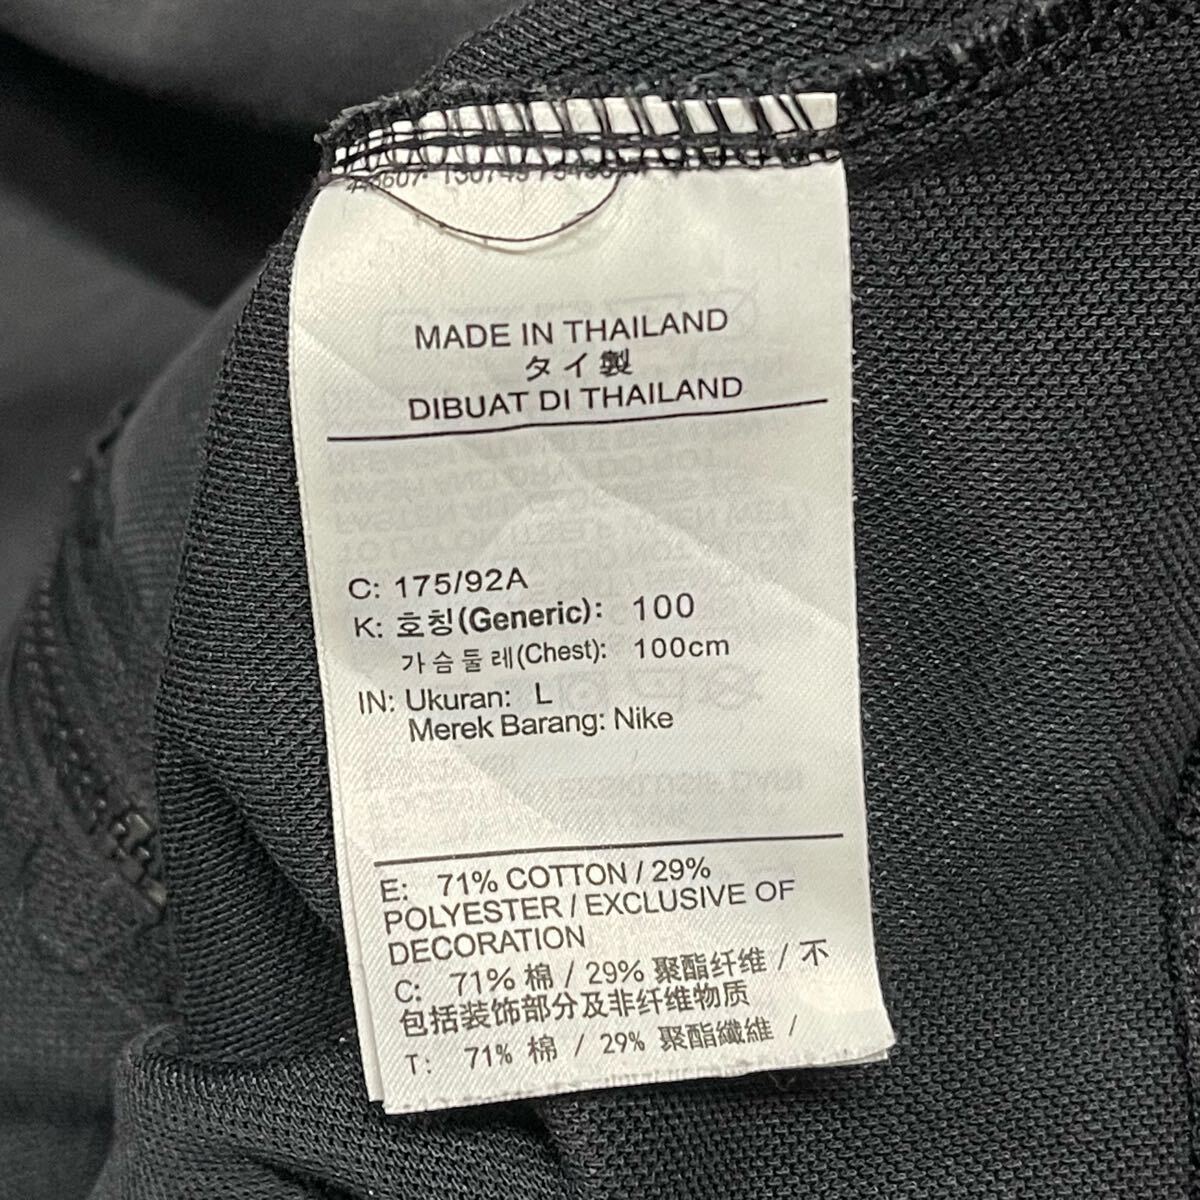 MADE IN THAILAND
タイ製
DIBUAT DI THAILAND
C: 175/92A
K: 호칭(Generic): 100
가슴둘레(Chest): 100cm
IN: Ukuran: L
Merek Barang: Nike
E: 71% COTTON / 29%
POLYESTER / EXCLUSIVE OF
DECORATION
C: 71% 棉 / 29% 聚酯纤维 / 不
包括装饰部分及非纤维物质
T: 71% 棉 / 29% 聚酯纖維 /